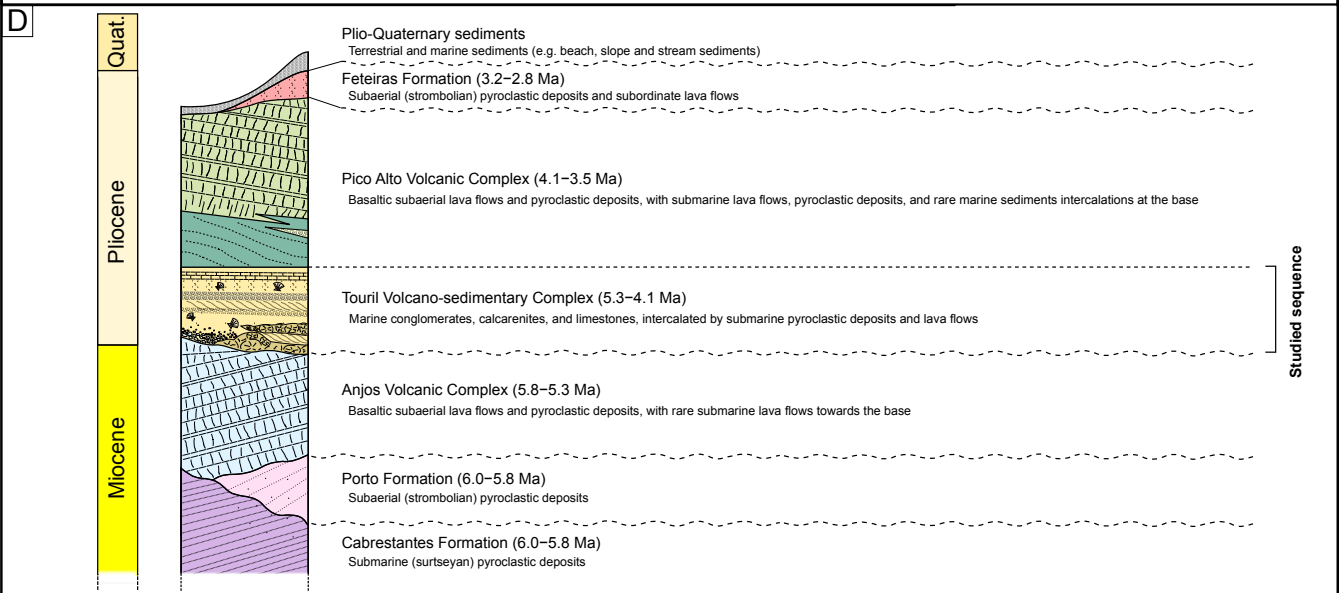 D
Quat.
Plio-Quaternary sediments
Terrestrial and marine sediments (e.g. beach, slope and stream sediments)
Feteiras Formation (3.2−2.8 Ma)
Subaerial (strombolian) pyroclastic deposits and subordinate lava flows
Pliocene
Pico Alto Volcanic Complex (4.1−3.5 Ma)
Basaltic subaerial lava flows and pyroclastic deposits, with submarine lava flows, pyroclastic deposits, and rare marine sediments intercalations at the base
Touril Volcano-sedimentary Complex (5.3−4.1 Ma)
Marine conglomerates, calcarenites, and limestones, intercalated by submarine pyroclastic deposits and lava flows
Studied sequence
Miocene
Anjos Volcanic Complex (5.8−5.3 Ma)
Basaltic subaerial lava flows and pyroclastic deposits, with rare submarine lava flows towards the base
Porto Formation (6.0−5.8 Ma)
Subaerial (strombolian) pyroclastic deposits
Cabrestantes Formation (6.0−5.8 Ma)
Submarine (surtseyan) pyroclastic deposits